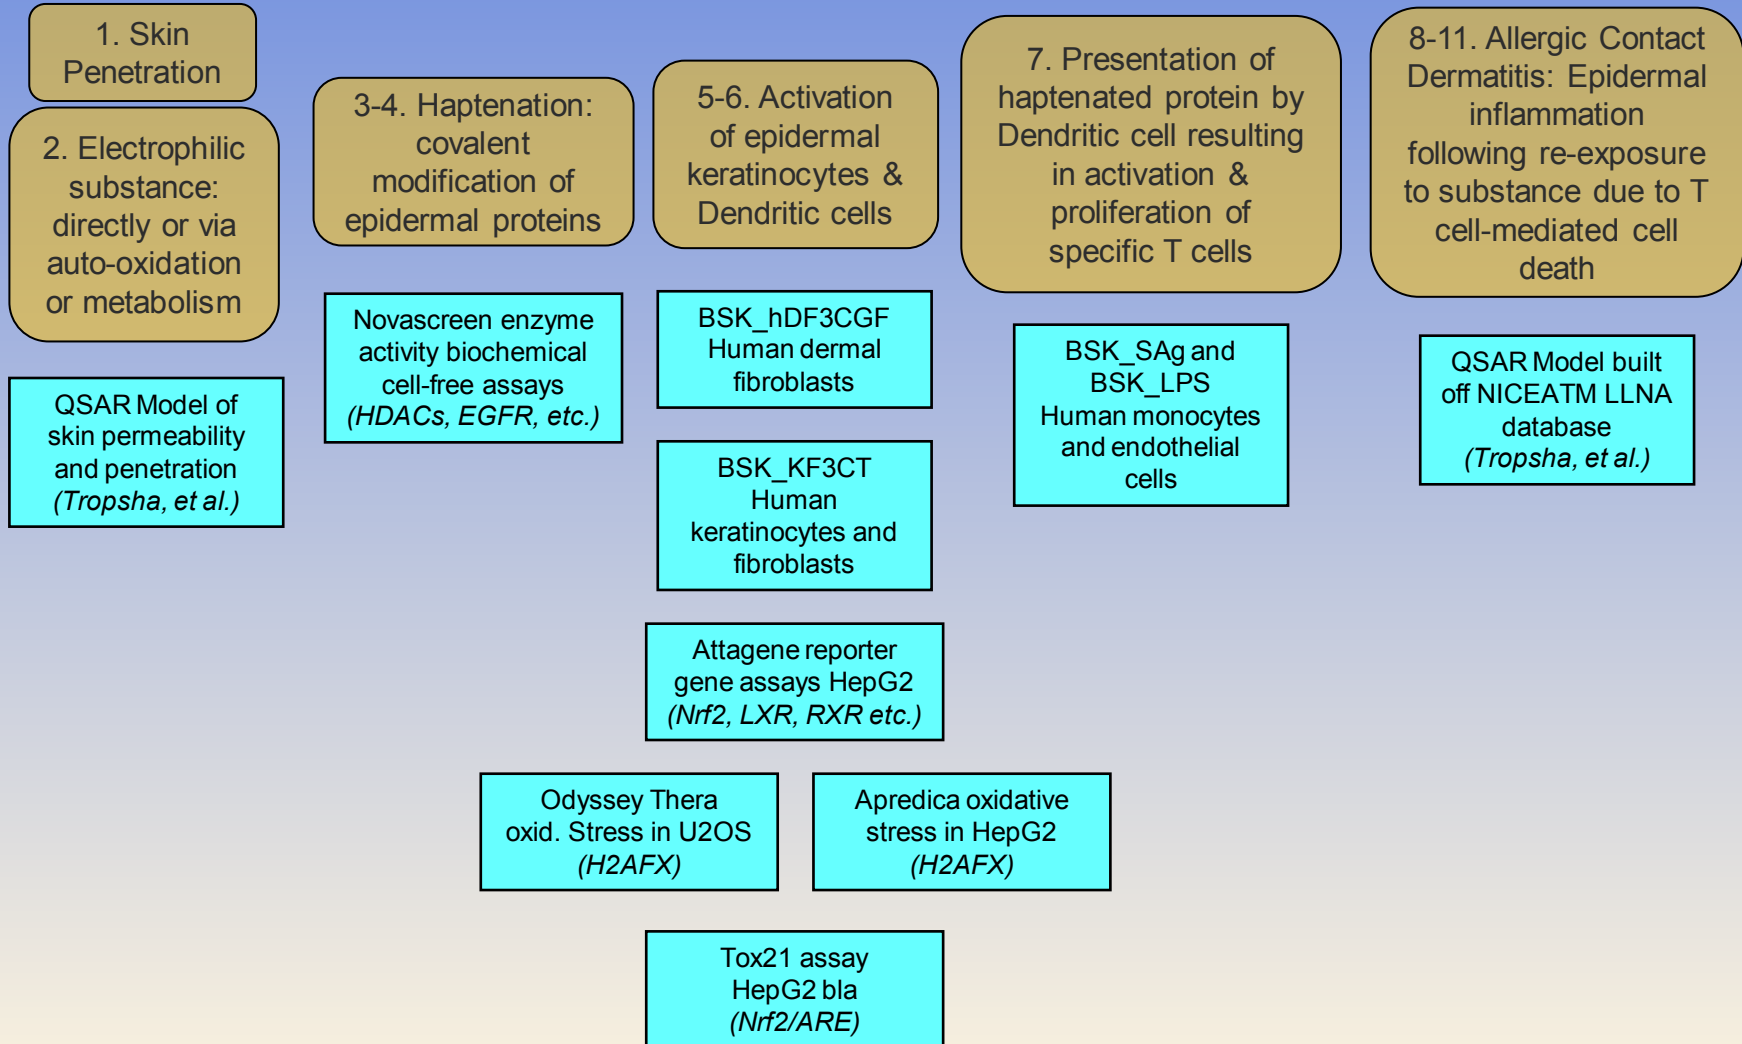 1. Skin
Penetration
2. Electrophilic
substance:
directly or via
auto-oxidation
or metabolism
QSAR Model of
skin permeability
and penetration
(Tropsha, et al.)
3-4. Haptenation:
covalent
modification of
epidermal proteins
Novascreen enzyme
activity biochemical
cell-free assays
(HDACs, EGFR, etc.)
5-6. Activation
of epidermal
keratinocytes &
Dendritic cells
BSK_hDF3CGF
Human dermal
fibroblasts
BSK_KF3CT
Human
keratinocytes and
fibroblasts
Attagene reporter
gene assays HepG2
(Nrf2, LXR, RXR etc.)
Odyssey Thera
oxid. Stress in U2OS
(H2AFX)
Apredica oxidative
stress in HepG2
(H2AFX)
Tox21 assay
HepG2 bla
(Nrf2/ARE)
7. Presentation of
haptenated protein by
Dendritic cell resulting
in activation &
proliferation of
specific T cells
BSK_SAg and
BSK_LPS
Human monocytes
and endothelial
cells
8-11. Allergic Contact
Dermatitis: Epidermal
inflammation
following re-exposure
to substance due to T
cell-mediated cell
death
QSAR Model built
off NICEATM LLNA
database
(Tropsha, et al.)